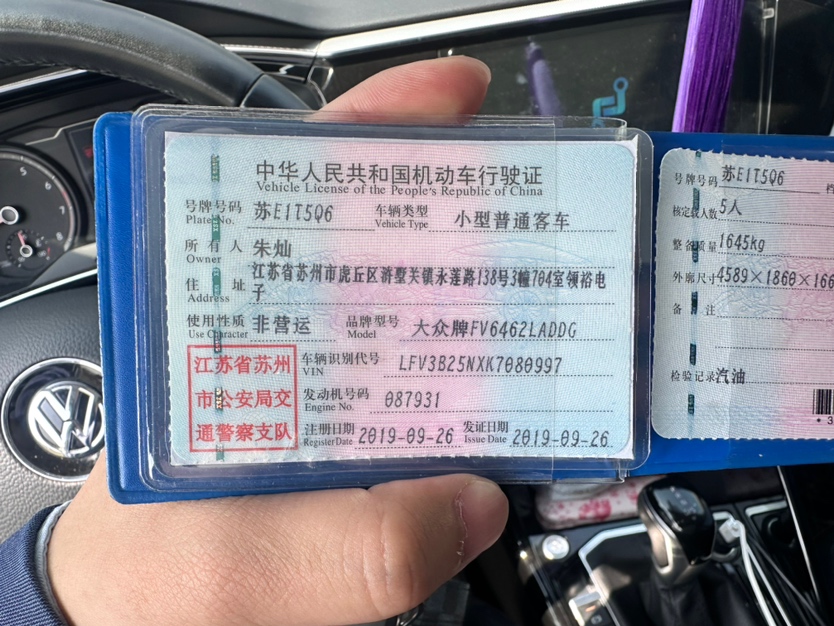 中华人民共和国机动车行驶证
Vehicle License of the People's Republic of China
号牌号码 苏E1T5Q6 车辆类型 小型普通客车
Plate No. Vehicle Type
所有人 朱灿
Owner
住址 江苏省苏州市虎丘区浒墅关镇永莲路138号3幢704室领裕电子
Address
使用性质 非营运 品牌型号 大众牌FV6462LADDG
Use Character Model
江苏省苏州
市公安局交
通警察支队
车辆识别代号 LFV3B25NXK7080997
VIN
发动机号码 087931
Engine No.
注册日期 2019-09-26 发证日期 2019-09-26
Register Date Issue Date
号牌号码 苏E1T5Q6
核定载人数 5人
整备质量 1645kg
外廓尺寸 4589×1860×166
备注
检验记录 汽油
5
6
7